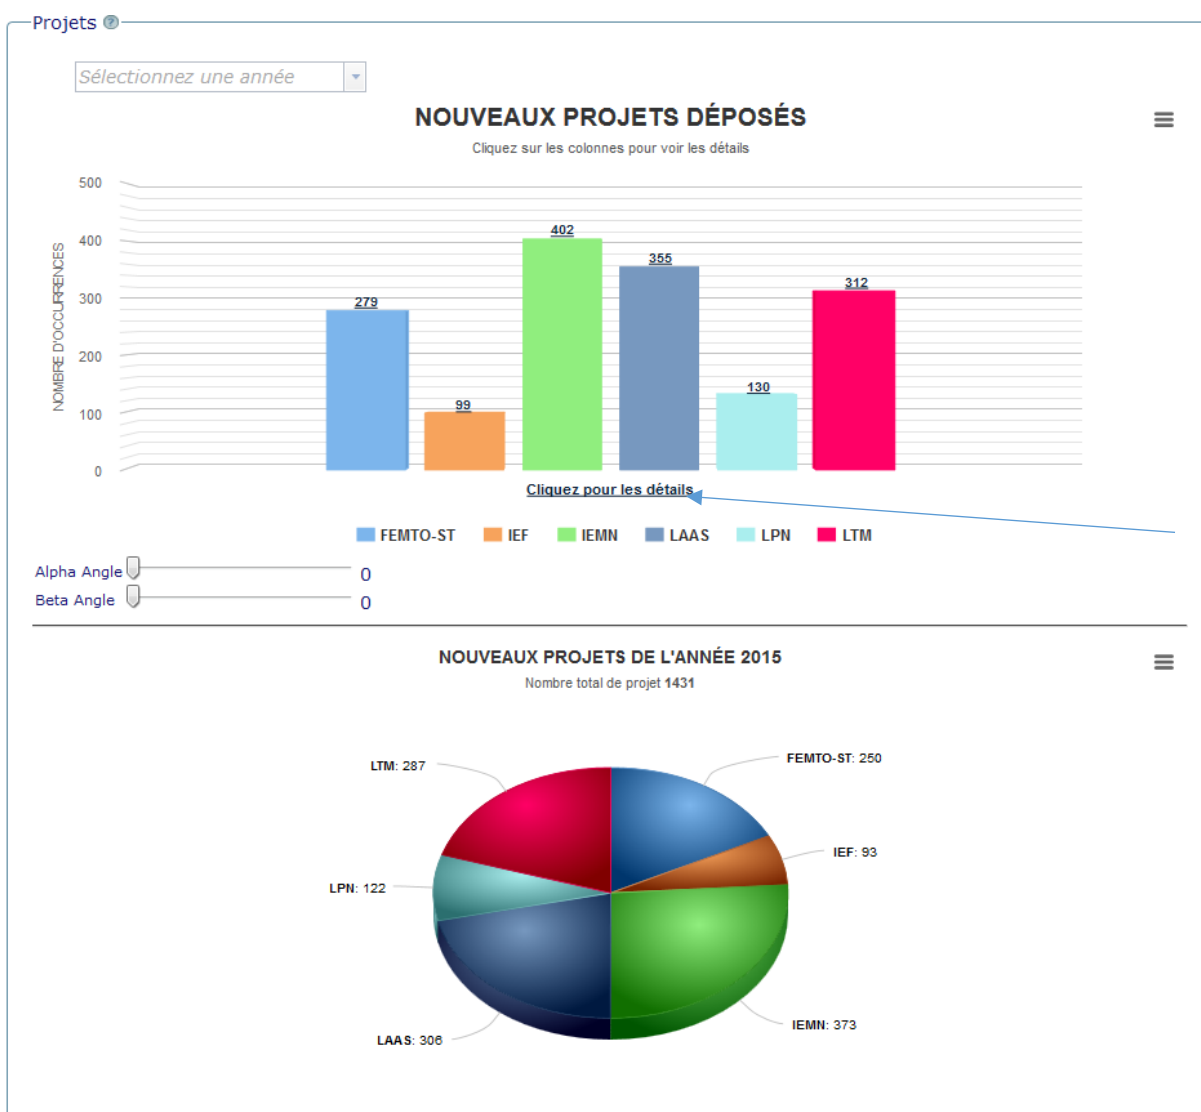 Projets ?
Sélectionnez une année
NOUVEAUX PROJETS DÉPOSÉS
Cliquez sur les colonnes pour voir les détails
NOMBRE D'OCCURRENCES
500
400
300
200
100
0
279
99
402
355
130
312
Cliquez pour les détails
FEMTO-ST IEF IEMN LAAS LPN LTM
Alpha Angle 0
Beta Angle 0
NOUVEAUX PROJETS DE L'ANNÉE 2015
Nombre total de projet 1431
LTM: 287
FEMTO-ST: 250
IEF: 93
LPN: 122
IEMN: 373
LAAS: 306